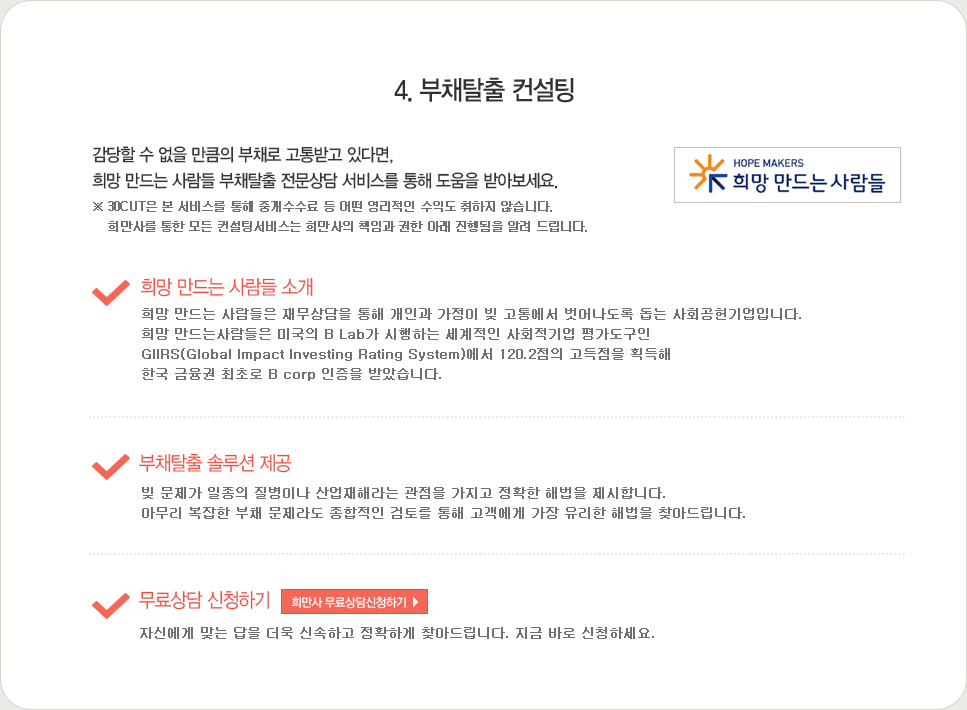 4. 부채탈출 컨설팅
감당할 수 없을 만큼의 부채로 고통받고 있다면,
희망 만드는 사람들 부채탈출 전문상담 서비스를 통해 도움을 받아보세요.
※ 30CUT은 본 서비스를 통해 중개수수료 등 어떤 영리적인 수익도 취하지 않습니다.
희만사를 통한 모든 컨설팅서비스는 희만사의 책임과 권한 아래 진행됨을 알려 드립니다.
HOPE MAKERS
희망 만드는 사람들
희망 만드는 사람들 소개
희망 만드는 사람들은 재무상담을 통해 개인과 가정이 빚 고통에서 벗어나도록 돕는 사회공헌기업입니다.
희망 만드는사람들은 미국의 B Lab가 시행하는 세계적인 사회적기업 평가도구인
GIIRS(Global Impact Investing Rating System)에서 120.2점의 고득점을 획득해
한국 금융권 최초로 B corp 인증을 받았습니다.
부채탈출 솔루션 제공
빚 문제가 일종의 질병이나 산업재해라는 관점을 가지고 정확한 해법을 제시합니다.
아무리 복잡한 부채 문제라도 종합적인 검토를 통해 고객에게 가장 유리한 해법을 찾아드립니다.
무료상담 신청하기
희만사 무료상담신청하기
자신에게 맞는 답을 더욱 신속하고 정확하게 찾아드립니다. 지금 바로 신청하세요.